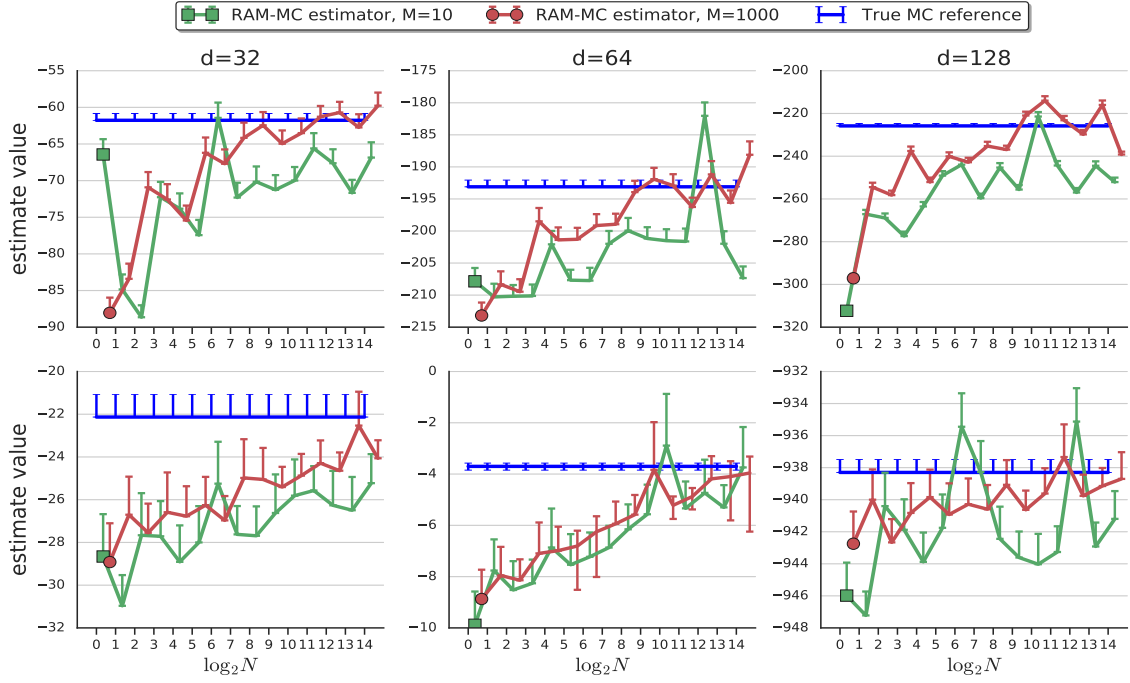 RAM-MC estimator, M=10 RAM-MC estimator, M=1000 True MC reference
d=32 d=64 d=128
estimate value
−55 −60 −65 −70 −75 −80 −85 −90
0 1 2 3 4 5 6 7 8 9 10 11 12 13 14
−175 −180 −185 −190 −195 −200 −205 −210 −215
0 1 2 3 4 5 6 7 8 9 10 11 12 13 14
−200 −220 −240 −260 −280 −300 −320
0 1 2 3 4 5 6 7 8 9 10 11 12 13 14
estimate value
−20 −22 −24 −26 −28 −30 −32
0 1 2 3 4 5 6 7 8 9 10 11 12 13 14
log₂N
0 −2 −4 −6 −8 −10
0 1 2 3 4 5 6 7 8 9 10 11 12 13 14
log₂N
−932 −934 −936 −938 −940 −942 −944 −946 −948
0 1 2 3 4 5 6 7 8 9 10 11 12 13 14
log₂N